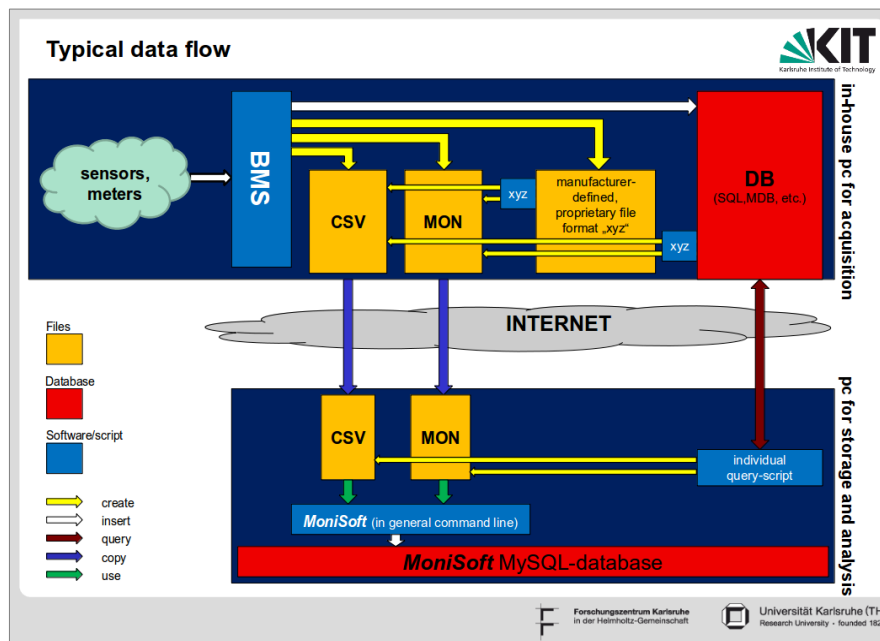 Typical data flow
KIT
Karlsruhe Institute of Technology
in-house pc for acquisition
sensors,
meters
BMS
CSV
MON
xyz
manufacturer-
defined,
proprietary file
format „xyz“
xyz
DB
(SQL,MDB, etc.)
INTERNET
Files
Database
Software/script
create
insert
query
copy
use
pc for storage and analysis
CSV
MON
individual
query-script
MoniSoft (in general command line)
MoniSoft MySQL-database
Forschungszentrum Karlsruhe
in der Helmholtz-Gemeinschaft
Universität Karlsruhe (TH
Research University · founded 182